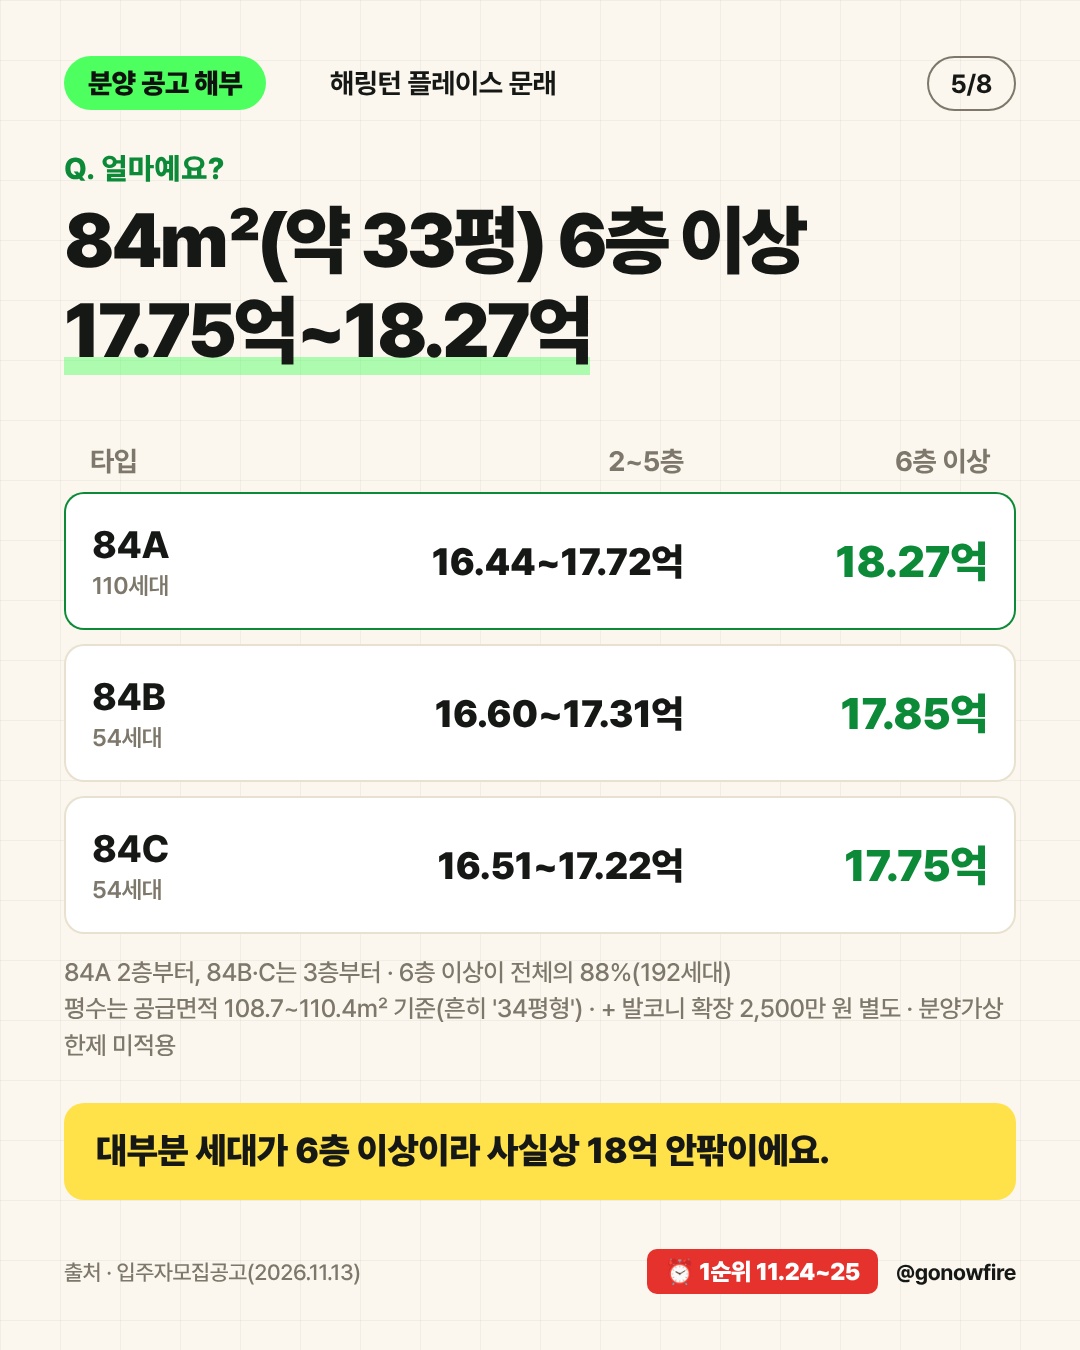 분양 공고 해부
해링턴 플레이스 문래
5/8
Q. 얼마예요?
84m²(약 33평) 6층 이상
17.75억~18.27억
타입 2~5층 6층 이상
84A
110세대
16.44~17.72억
18.27억
84B
54세대
16.60~17.31억
17.85억
84C
54세대
16.51~17.22억
17.75억
84A 2층부터, 84B·C는 3층부터 · 6층 이상이 전체의 88%(192세대)
평수는 공급면적 108.7~110.4m² 기준(흔히 '34평형') · + 발코니 확장 2,500만 원 별도 · 분양가상
한제 미적용
대부분 세대가 6층 이상이라 사실상 18억 안팎이에요.
출처 · 입주자모집공고(2026.11.13)
⏰ 1순위 11.24~25
@gonowfire